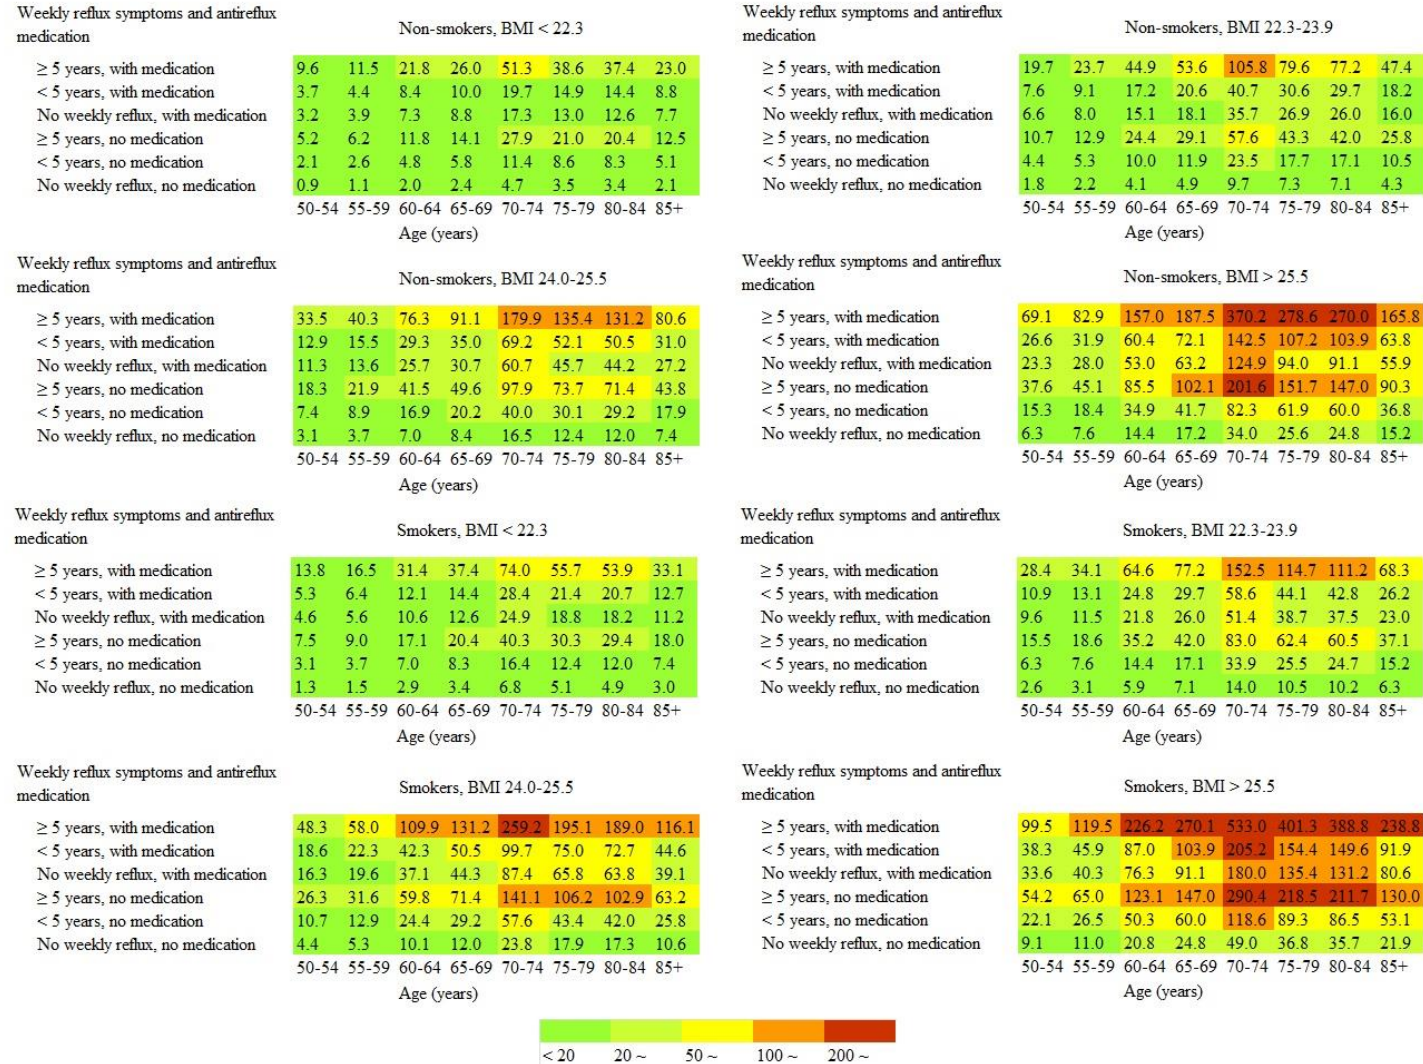 Weekly reflux symptoms and antireflux
medication
Non-smokers, BMI < 22.3
≥ 5 years, with medication 9.6 11.5 21.8 26.0 51.3 38.6 37.4 23.0
< 5 years, with medication 3.7 4.4 8.4 10.0 19.7 14.9 14.4 8.8
No weekly reflux, with medication 3.2 3.9 7.3 8.8 17.3 13.0 12.6 7.7
≥ 5 years, no medication 5.2 6.2 11.8 14.1 27.9 21.0 20.4 12.5
< 5 years, no medication 2.1 2.6 4.8 5.8 11.4 8.6 8.3 5.1
No weekly reflux, no medication 0.9 1.1 2.0 2.4 4.7 3.5 3.4 2.1
50-54 55-59 60-64 65-69 70-74 75-79 80-84 85+
Age (years)
Weekly reflux symptoms and antireflux
medication
Non-smokers, BMI 22.3-23.9
≥ 5 years, with medication 19.7 23.7 44.9 53.6 105.8 79.6 77.2 47.4
< 5 years, with medication 7.6 9.1 17.2 20.6 40.7 30.6 29.7 18.2
No weekly reflux, with medication 6.6 8.0 15.1 18.1 35.7 26.9 26.0 16.0
≥ 5 years, no medication 10.7 12.9 24.4 29.1 57.6 43.3 42.0 25.8
< 5 years, no medication 4.4 5.3 10.0 11.9 23.5 17.7 17.1 10.5
No weekly reflux, no medication 1.8 2.2 4.1 4.9 9.7 7.3 7.1 4.3
50-54 55-59 60-64 65-69 70-74 75-79 80-84 85+
Age (years)
Weekly reflux symptoms and antireflux
medication
Non-smokers, BMI 24.0-25.5
≥ 5 years, with medication 33.5 40.3 76.3 91.1 179.9 135.4 131.2 80.6
< 5 years, with medication 12.9 15.5 29.3 35.0 69.2 52.1 50.5 31.0
No weekly reflux, with medication 11.3 13.6 25.7 30.7 60.7 45.7 44.2 27.2
≥ 5 years, no medication 18.3 21.9 41.5 49.6 97.9 73.7 71.4 43.8
< 5 years, no medication 7.4 8.9 16.9 20.2 40.0 30.1 29.2 17.9
No weekly reflux, no medication 3.1 3.7 7.0 8.4 16.5 12.4 12.0 7.4
50-54 55-59 60-64 65-69 70-74 75-79 80-84 85+
Age (years)
Weekly reflux symptoms and antireflux
medication
Non-smokers, BMI > 25.5
≥ 5 years, with medication 69.1 82.9 157.0 187.5 370.2 278.6 270.0 165.8
< 5 years, with medication 26.6 31.9 60.4 72.1 142.5 107.2 103.9 63.8
No weekly reflux, with medication 23.3 28.0 53.0 63.2 124.9 94.0 91.1 55.9
≥ 5 years, no medication 37.6 45.1 85.5 102.1 201.6 151.7 147.0 90.3
< 5 years, no medication 15.3 18.4 34.9 41.7 82.3 61.9 60.0 36.8
No weekly reflux, no medication 6.3 7.6 14.4 17.2 34.0 25.6 24.8 15.2
50-54 55-59 60-64 65-69 70-74 75-79 80-84 85+
Age (years)
Weekly reflux symptoms and antireflux
medication
Smokers, BMI < 22.3
≥ 5 years, with medication 13.8 16.5 31.4 37.4 74.0 55.7 53.9 33.1
< 5 years, with medication 5.3 6.4 12.1 14.4 28.4 21.4 20.7 12.7
No weekly reflux, with medication 4.6 5.6 10.6 12.6 24.9 18.8 18.2 11.2
≥ 5 years, no medication 7.5 9.0 17.1 20.4 40.3 30.3 29.4 18.0
< 5 years, no medication 3.1 3.7 7.0 8.3 16.4 12.4 12.0 7.4
No weekly reflux, no medication 1.3 1.5 2.9 3.4 6.8 5.1 4.9 3.0
50-54 55-59 60-64 65-69 70-74 75-79 80-84 85+
Age (years)
Weekly reflux symptoms and antireflux
medication
Smokers, BMI 22.3-23.9
≥ 5 years, with medication 28.4 34.1 64.6 77.2 152.5 114.7 111.2 68.3
< 5 years, with medication 10.9 13.1 24.8 29.7 58.6 44.1 42.8 26.2
No weekly reflux, with medication 9.6 11.5 21.8 26.0 51.4 38.7 37.5 23.0
≥ 5 years, no medication 15.5 18.6 35.2 42.0 83.0 62.4 60.5 37.1
< 5 years, no medication 6.3 7.6 14.4 17.1 33.9 25.5 24.7 15.2
No weekly reflux, no medication 2.6 3.1 5.9 7.1 14.0 10.5 10.2 6.3
50-54 55-59 60-64 65-69 70-74 75-79 80-84 85+
Age (years)
Weekly reflux symptoms and antireflux
medication
Smokers, BMI 24.0-25.5
≥ 5 years, with medication 48.3 58.0 109.9 131.2 259.2 195.1 189.0 116.1
< 5 years, with medication 18.6 22.3 42.3 50.5 99.7 75.0 72.7 44.6
No weekly reflux, with medication 16.3 19.6 37.1 44.3 87.4 65.8 63.8 39.1
≥ 5 years, no medication 26.3 31.6 59.8 71.4 141.1 106.2 102.9 63.2
< 5 years, no medication 10.7 12.9 24.4 29.2 57.6 43.4 42.0 25.8
No weekly reflux, no medication 4.4 5.3 10.1 12.0 23.8 17.9 17.3 10.6
50-54 55-59 60-64 65-69 70-74 75-79 80-84 85+
Age (years)
Weekly reflux symptoms and antireflux
medication
Smokers, BMI > 25.5
≥ 5 years, with medication 99.5 119.5 226.2 270.1 533.0 401.3 388.8 238.8
< 5 years, with medication 38.3 45.9 87.0 103.9 205.2 154.4 149.6 91.9
No weekly reflux, with medication 33.6 40.3 76.3 91.1 180.0 135.4 131.2 80.6
≥ 5 years, no medication 54.2 65.0 123.1 147.0 290.4 218.5 211.7 130.0
< 5 years, no medication 22.1 26.5 50.3 60.0 118.6 89.3 86.5 53.1
No weekly reflux, no medication 9.1 11.0 20.8 24.8 49.0 36.8 35.7 21.9
50-54 55-59 60-64 65-69 70-74 75-79 80-84 85+
Age (years)
< 20 20 ~ 50 ~ 100 ~ 200 ~